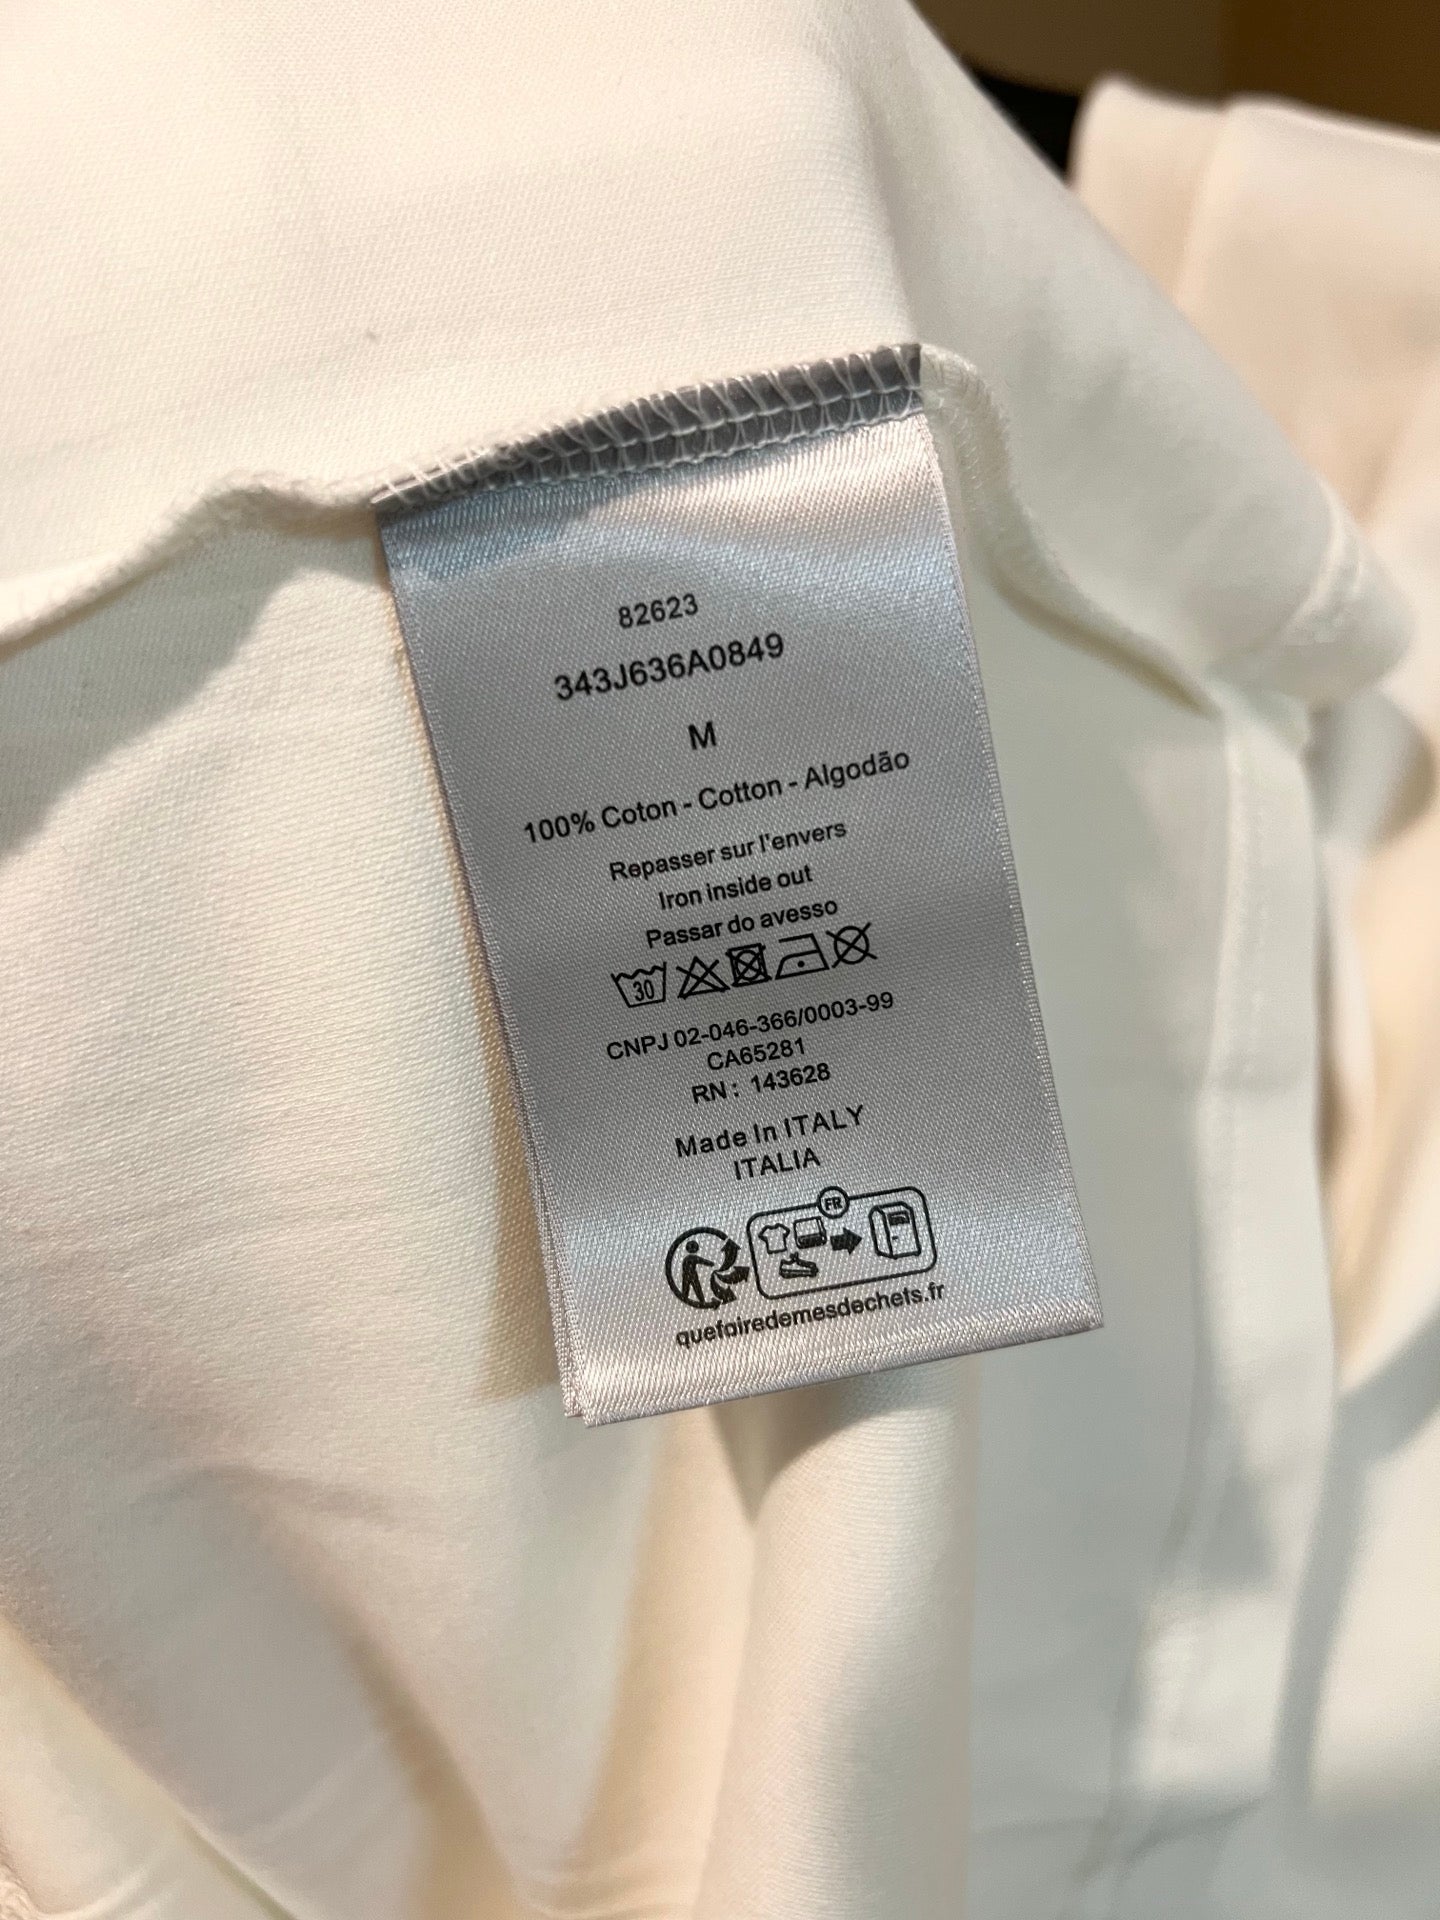 82623
343J636A0849
M
100% Coton - Cotton - Algodão
Repasser sur l'envers
Iron inside out
Passar do avesso
30
CNPJ 02-046-366/0003-99
CA65281
RN : 143628
Made In ITALY
ITALIA
FR
quefairedemesdechets.fr